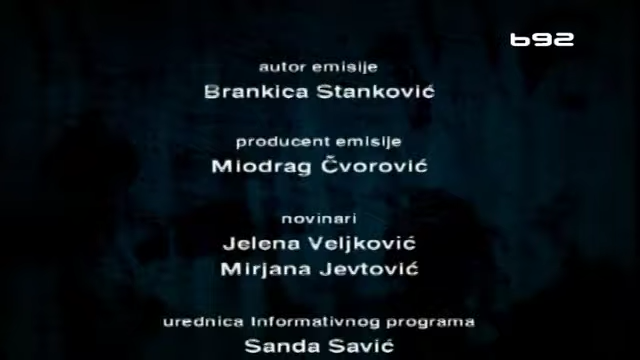 b92
autor emisije
Brankica Stanković
producent emisije
Miodrag Čvorović
novinari
Jelena Veljković
Mirjana Jevtović
urednica Informativnog programa
Sanda Savić